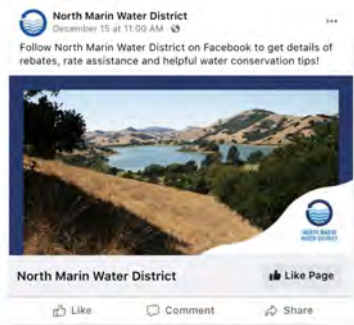 North Marin Water District
December 15 at 11:00 AM ·
Follow North Marin Water District on Facebook to get details of
rebates, rate assistance and helpful water conservation tips!
NORTH MARIN
WATER DISTRICT
North Marin Water District
Like Page
Like
Comment
Share